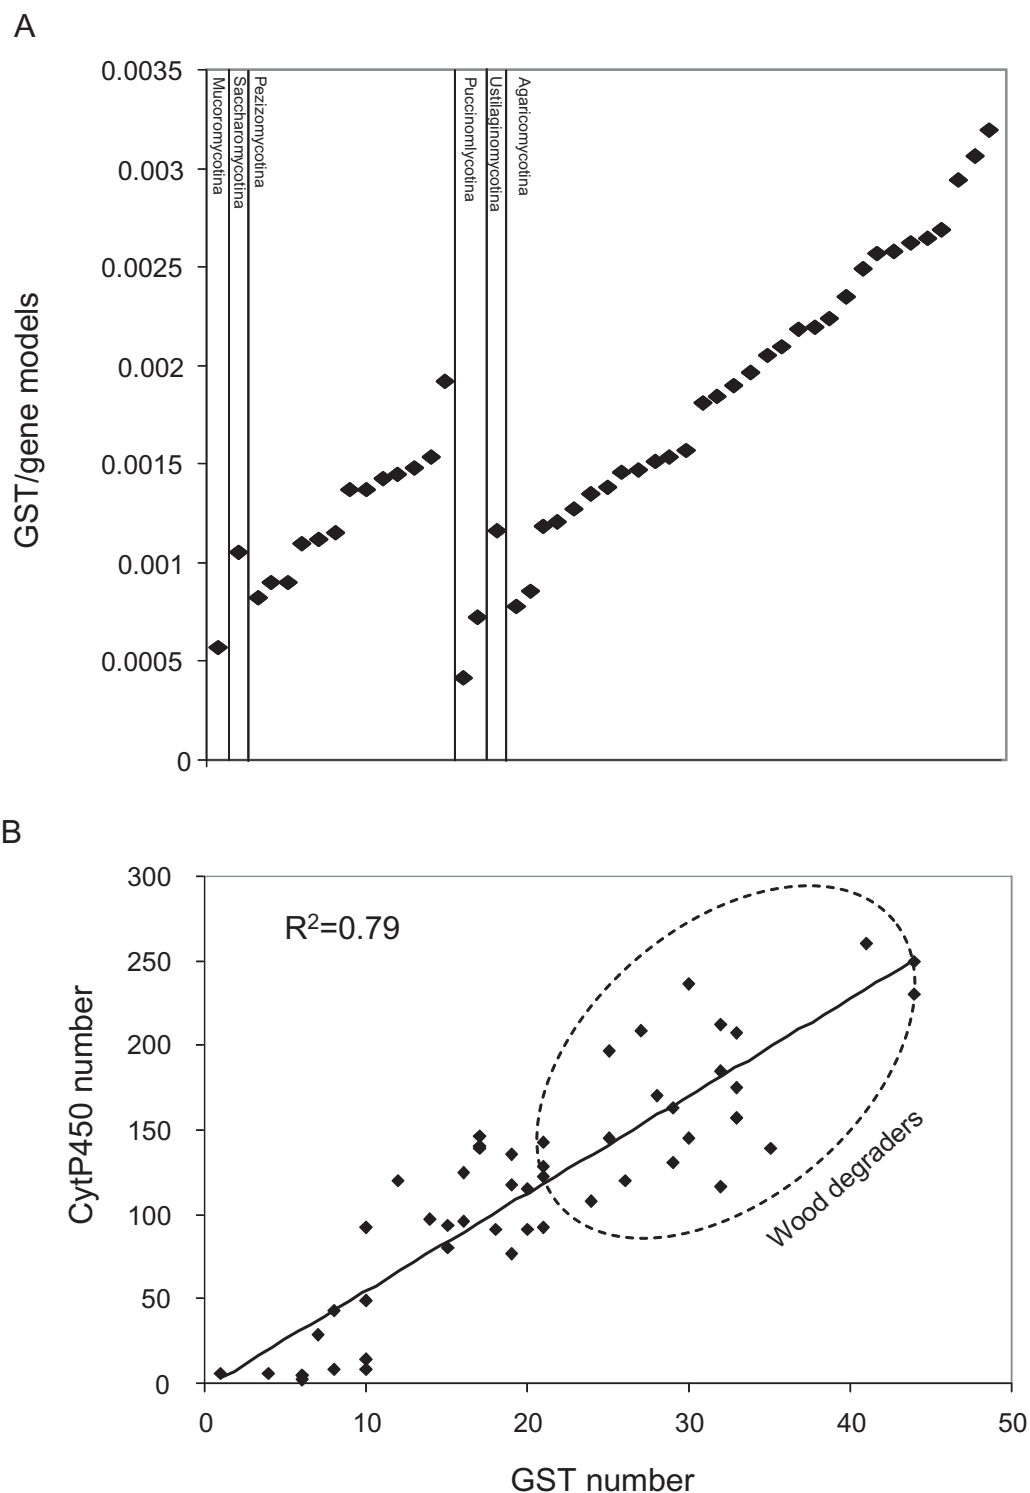 A
0.0035
0.003
0.0025
0.002
0.0015
0.001
0.0005
0
GST/gene models
Mucoromycotina
Saccharomycotina
Pezizomycotina
Puccinomlycotina
Ustilaginomycotina
Agaricomycotina
B
300
250
200
150
100
50
0
CytP450 number
R²=0.79
Wood degraders
0 10 20 30 40 50
GST number